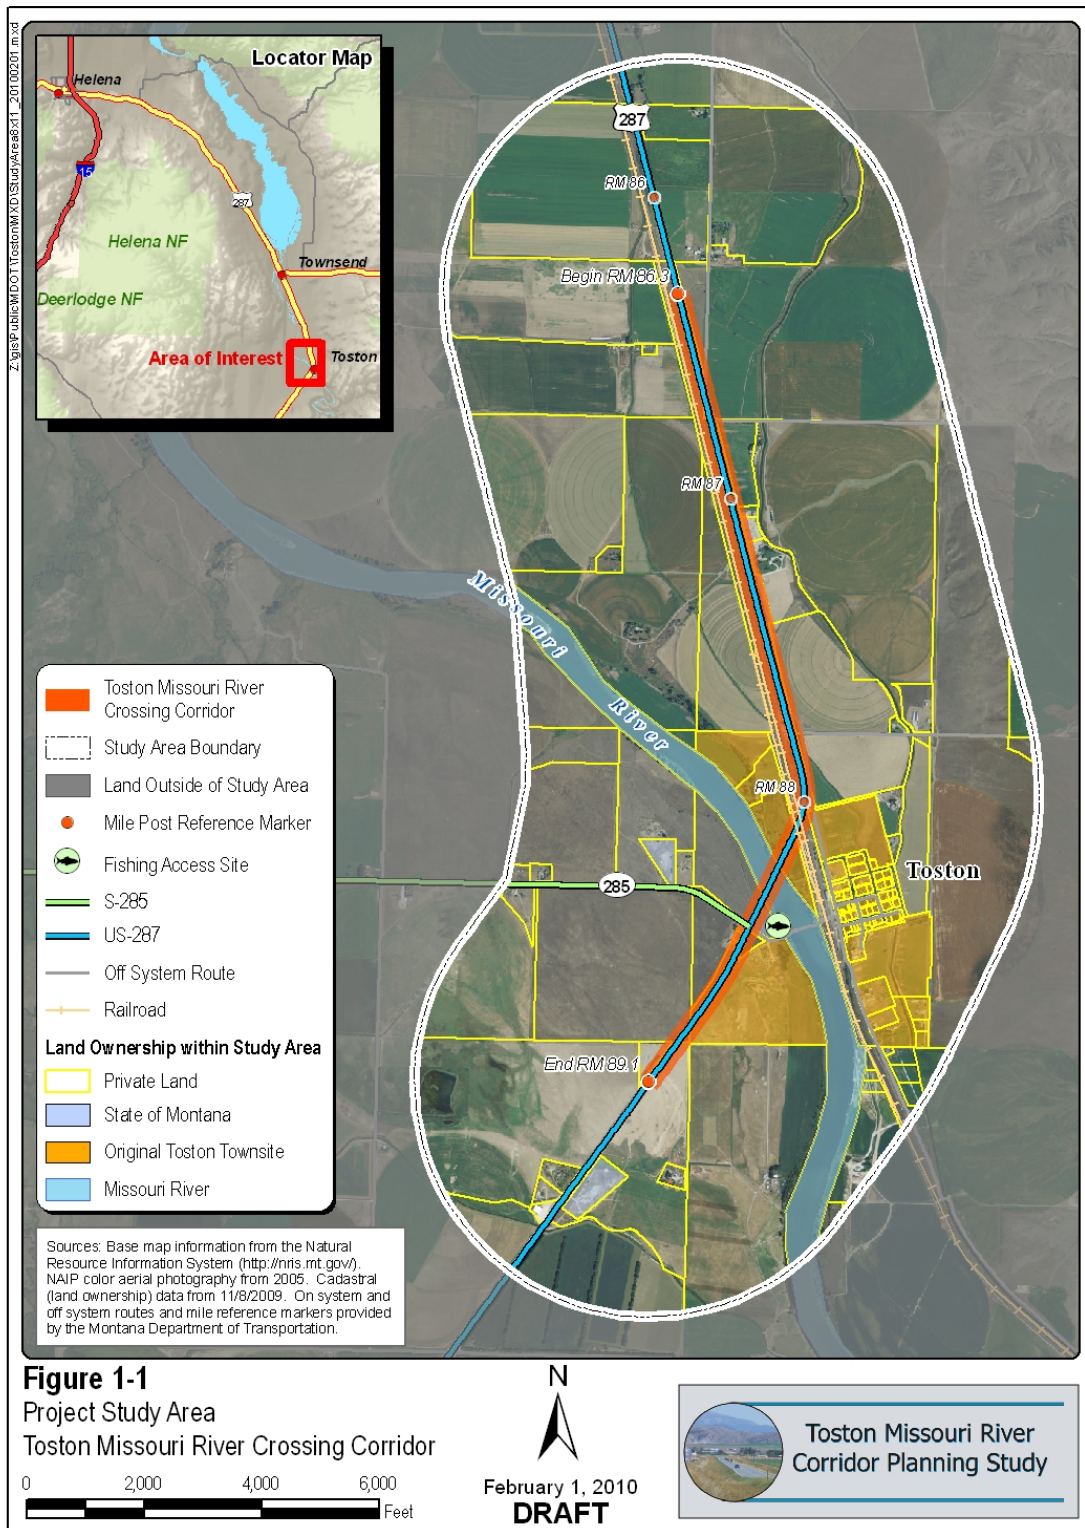 Z:\gis\Public\MDOT\Toston\MXD\StudyArea8x11_20100201.mxd
Locator Map
Helena
15
287
Helena NF
Townsend
Deerlodge NF
Area of Interest
Toston
287
RM 86
Begin RM 86.3
RM 87
Missouri
River
RM 88
Toston
285
End RM 89.1
Toston Missouri River
Crossing Corridor
Study Area Boundary
Land Outside of Study Area
Mile Post Reference Marker
Fishing Access Site
S-285
US-287
Off System Route
Railroad
Land Ownership within Study Area
Private Land
State of Montana
Original Toston Townsite
Missouri River
Sources: Base map information from the Natural
Resource Information System (http://nris.mt.gov/).
NAIP color aerial photography from 2005. Cadastral
(land ownership) data from 11/8/2009. On system and
off system routes and mile reference markers provided
by the Montana Department of Transportation.
Figure 1-1
Project Study Area
Toston Missouri River Crossing Corridor
0 2,000 4,000 6,000
Feet
N
February 1, 2010
DRAFT
Toston Missouri River
Corridor Planning Study